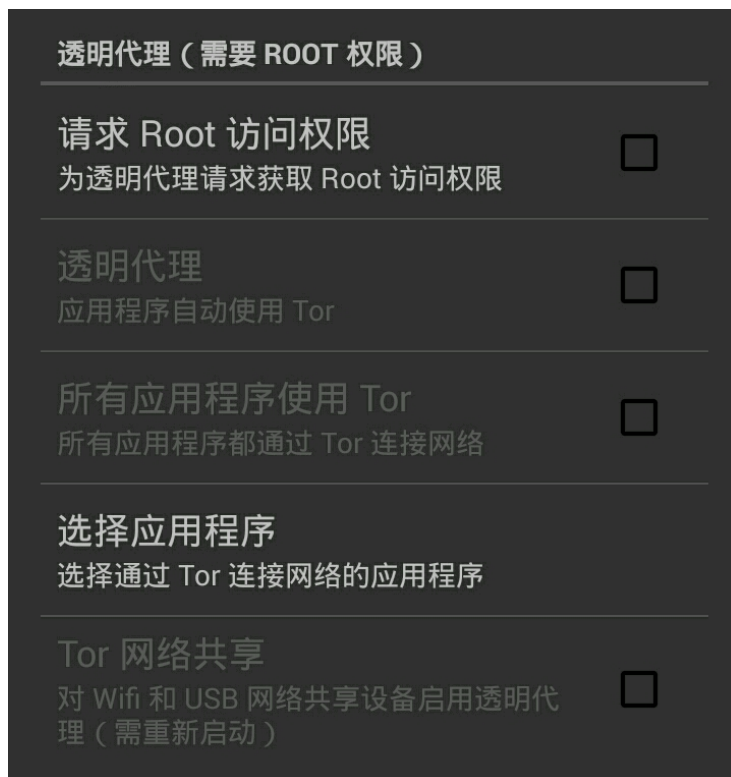 透明代理（需要 ROOT 权限）
请求 Root 访问权限
为透明代理请求获取 Root 访问权限
透明代理
应用程序自动使用 Tor
所有应用程序使用 Tor
所有应用程序都通过 Tor 连接网络
选择应用程序
选择通过 Tor 连接网络的应用程序
Tor 网络共享
对 Wifi 和 USB 网络共享设备启用透明代
理（需重新启动）